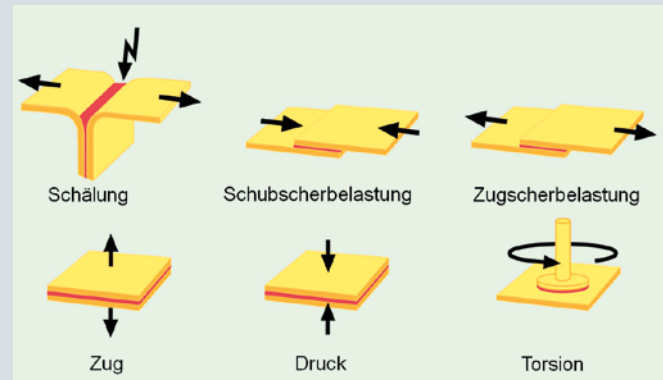 Schälung
Schubscherbelastung
Zugscherbelastung
Zug
Druck
Torsion